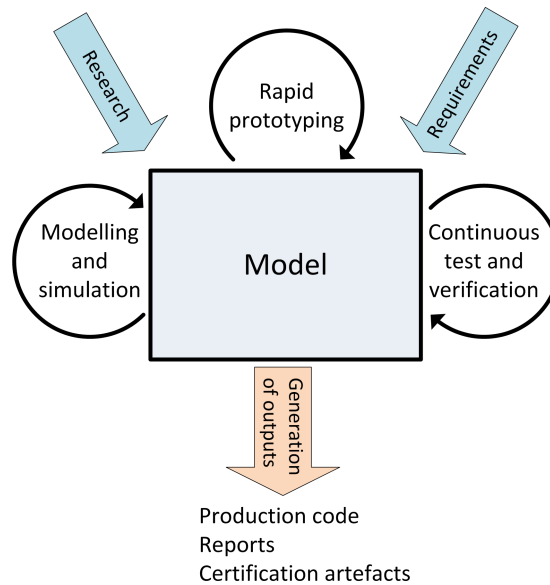 Research
Requirements
Rapid
prototyping
Modelling
and
simulation
Model
Continuous
test and
verification
Generation
of outputs
Production code
Reports
Certification artefacts